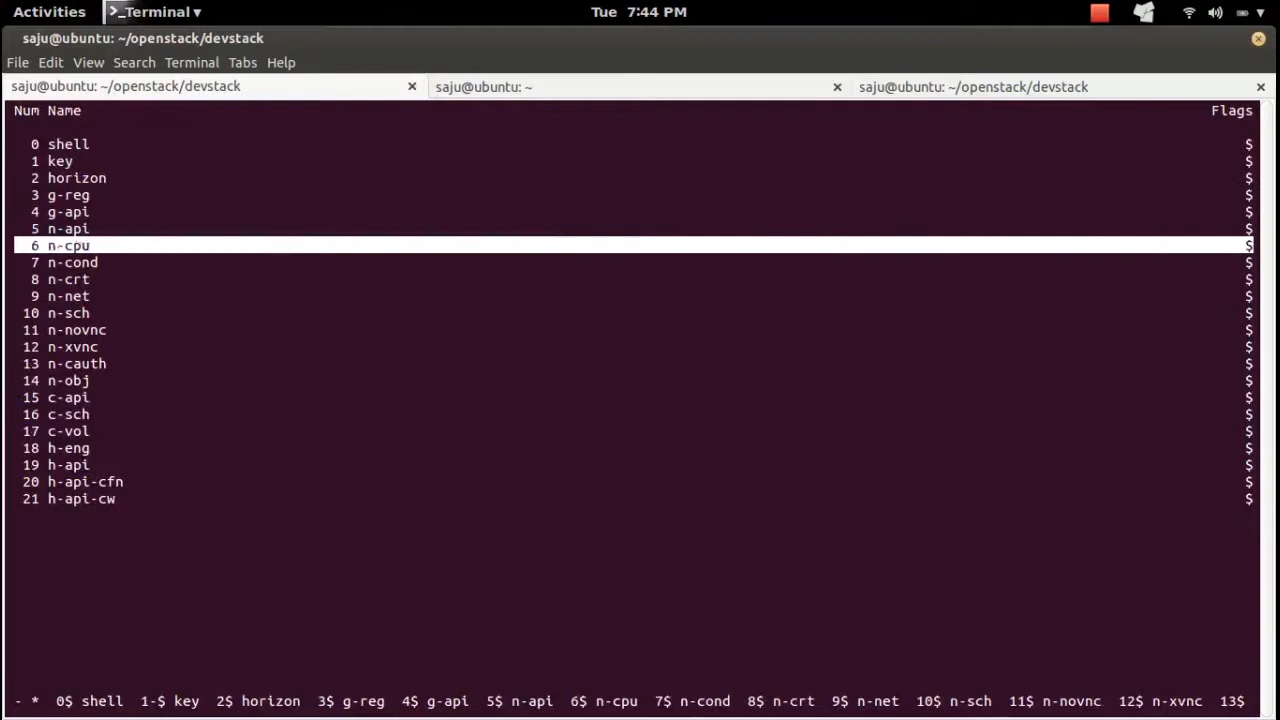 Activities >_Terminal ▾ Tue 7:44 PM
saju@ubuntu: ~/openstack/devstack
File Edit View Search Terminal Tabs Help
saju@ubuntu: ~/openstack/devstack × saju@ubuntu: ~ × saju@ubuntu: ~/openstack/devstack ×
Num Name Flags
0 shell $
1 key $
2 horizon $
3 g-reg $
4 g-api $
5 n-api $
6 n-cpu $
7 n-cond $
8 n-crt $
9 n-net $
10 n-sch $
11 n-novnc $
12 n-xvnc $
13 n-cauth $
14 n-obj $
15 c-api $
16 c-sch $
17 c-vol $
18 h-eng $
19 h-api $
20 h-api-cfn $
21 h-api-cw $
- * 0$ shell 1-$ key 2$ horizon 3$ g-reg 4$ g-api 5$ n-api 6$ n-cpu 7$ n-cond 8$ n-crt 9$ n-net 10$ n-sch 11$ n-novnc 12$ n-xvnc 13$